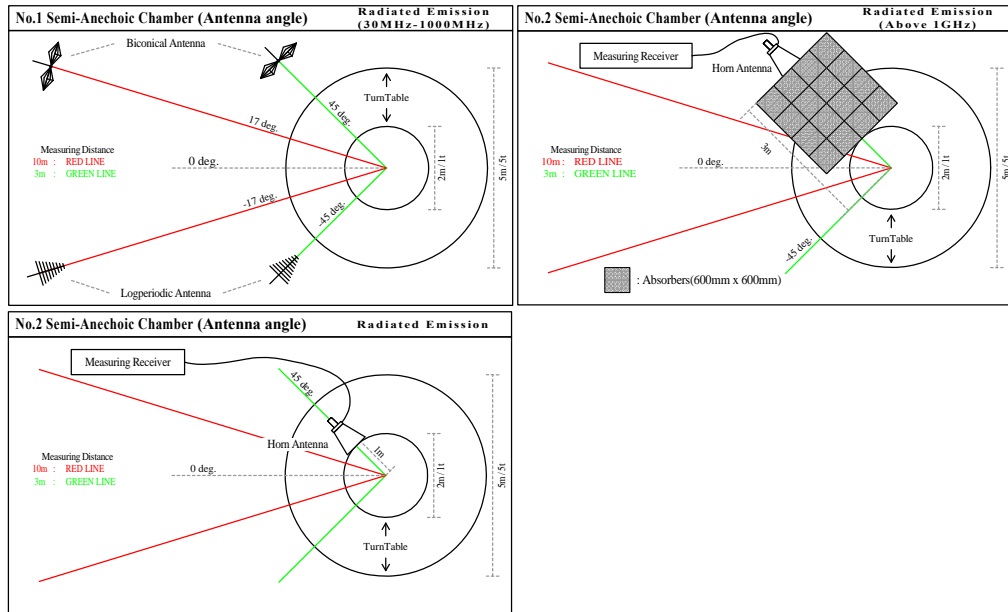 No.1 Semi-Anechoic Chamber (Antenna angle)
Radiated Emission
(30MHz-1000MHz)
Biconical Antenna
TurnTable
45 deg.
17 deg.
Measuring Distance
10m : RED LINE
3m : GREEN LINE
0 deg.
2m / 1t
5m / 5t
-17 deg.
-45 deg.
Logperiodic Antenna
No.2 Semi-Anechoic Chamber (Antenna angle)
Radiated Emission
(Above 1GHz)
Measuring Receiver
Horn Antenna
3m
Measuring Distance
10m : RED LINE
3m : GREEN LINE
0 deg.
2m / 1t
5m / 5t
TurnTable
-45 deg.
: Absorbers(600mm x 600mm)
No.2 Semi-Anechoic Chamber (Antenna angle)
Radiated Emission
Measuring Receiver
45 deg.
Horn Antenna
1m
Measuring Distance
10m : RED LINE
3m : GREEN LINE
0 deg.
2m / 1t
5m / 5t
TurnTable